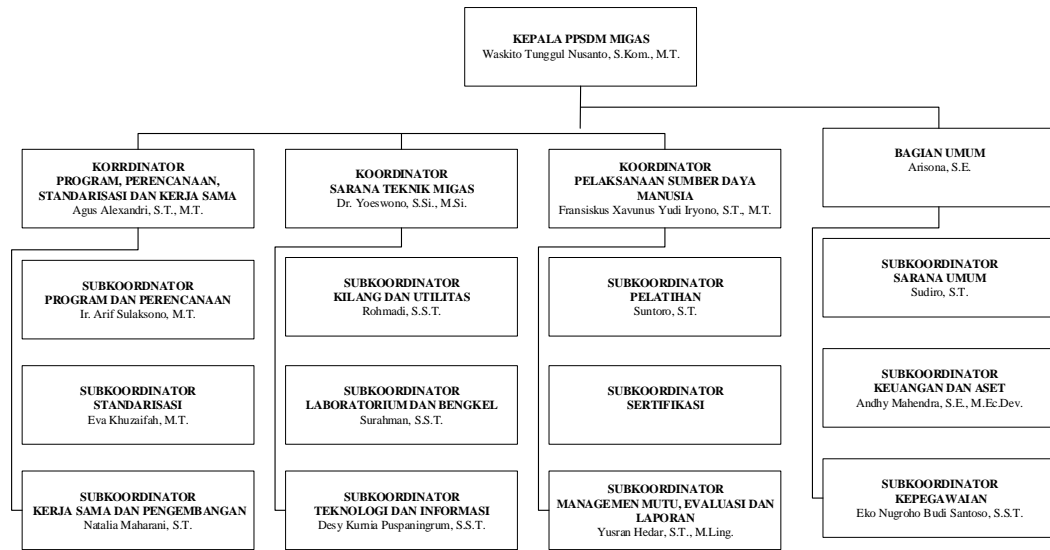 KEPALA PPSDM MIGAS
Waskito Tunggul Nusanto, S.Kom., M.T.
KORRDINATOR
PROGRAM, PERENCANAAN,
STANDARISASI DAN KERJA SAMA
Agus Alexandri, S.T., M.T.
KOORDINATOR
SARANA TEKNIK MIGAS
Dr. Yoeswono, S.Si., M.Si.
KOORDINATOR
PELAKSANAAN SUMBER DAYA
MANUSIA
Fransiskus Xavunus Yudi Iryono, S.T., M.T.
BAGIAN UMUM
Arisona, S.E.
SUBKOORDNATOR
PROGRAM DAN PERENCANAAN
Ir. Arif Sulaksono, M.T.
SUBKOORDINATOR
KILANG DAN UTILITAS
Rohmadi, S.S.T.
SUBKOORDINATOR
PELATIHAN
Suntoro, S.T.
SUBKOORDINATOR
SARANA UMUM
Sudiro, S.T.
SUBKOORDINATOR
STANDARISASI
Eva Khuzaifah, M.T.
SUBKOORDINATOR
LABORATORIUM DAN BENGKEL
Surahman, S.S.T.
SUBKOORDINATOR
SERTIFIKASI
SUBKOORDINATOR
KEUANGAN DAN ASET
Andhy Mahendra, S.E., M.Ec.Dev.
SUBKOORDINATOR
KERJA SAMA DAN PENGEMBANGAN
Natalia Maharani, S.T.
SUBKOORDINATOR
TEKNOLOGI DAN INFORMASI
Desy Kurnia Puspaningrum, S.S.T.
SUBKOORDINATOR
MANAGEMEN MUTU, EVALUASI DAN
LAPORAN
Yusran Hedar, S.T., M.Ling.
SUBKOORDINATOR
KEPEGAWAIAN
Eko Nugroho Budi Santoso, S.S.T.